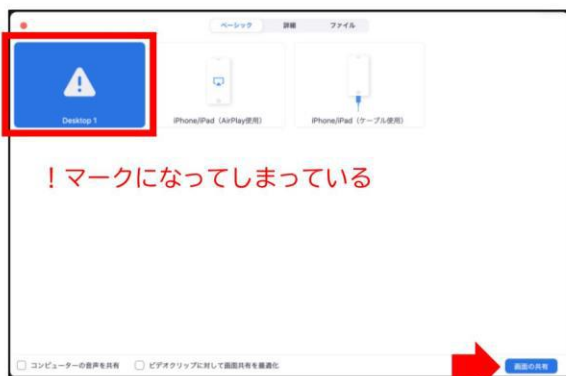 ベーシック 詳細 ファイル
Desktop 1 iPhone/iPad（AirPlay使用） iPhone/iPad（ケーブル使用）
！マークになってしまっている
コンピューターの音声を共有 ビデオクリップに対して画面共有を最適化 画面の共有